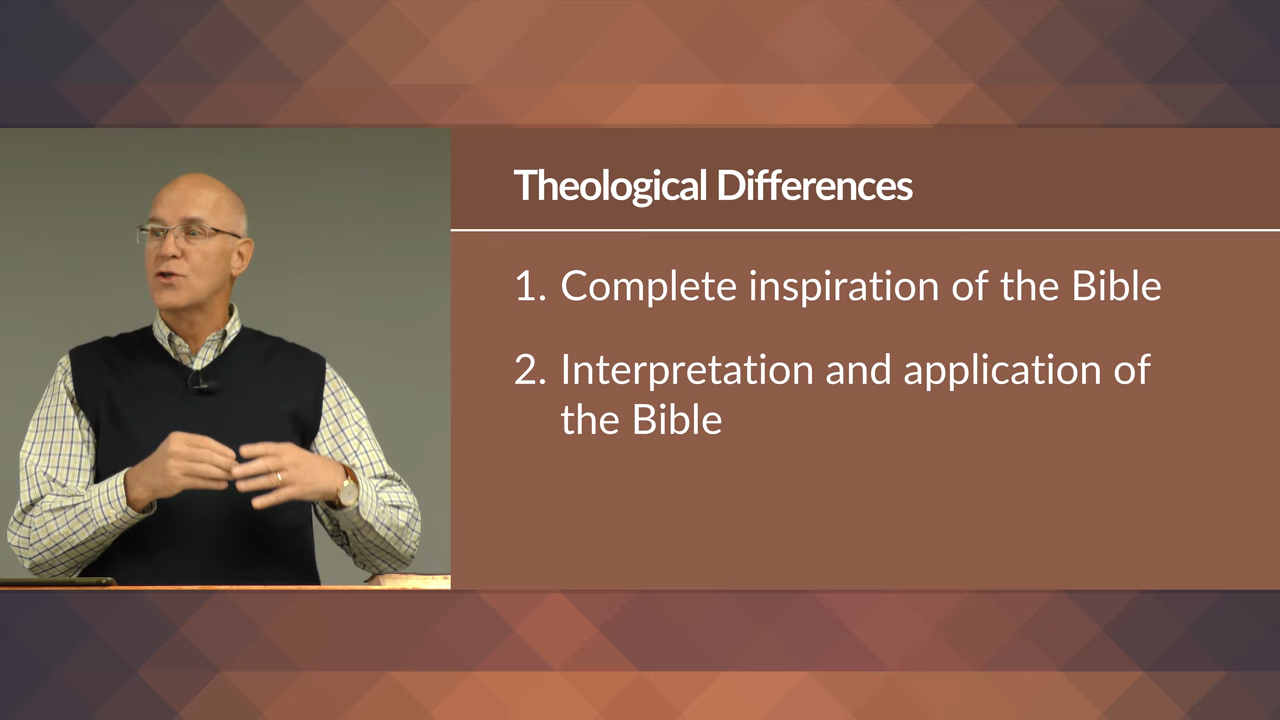 Theological Differences
1. Complete inspiration of the Bible
2. Interpretation and application of
the Bible